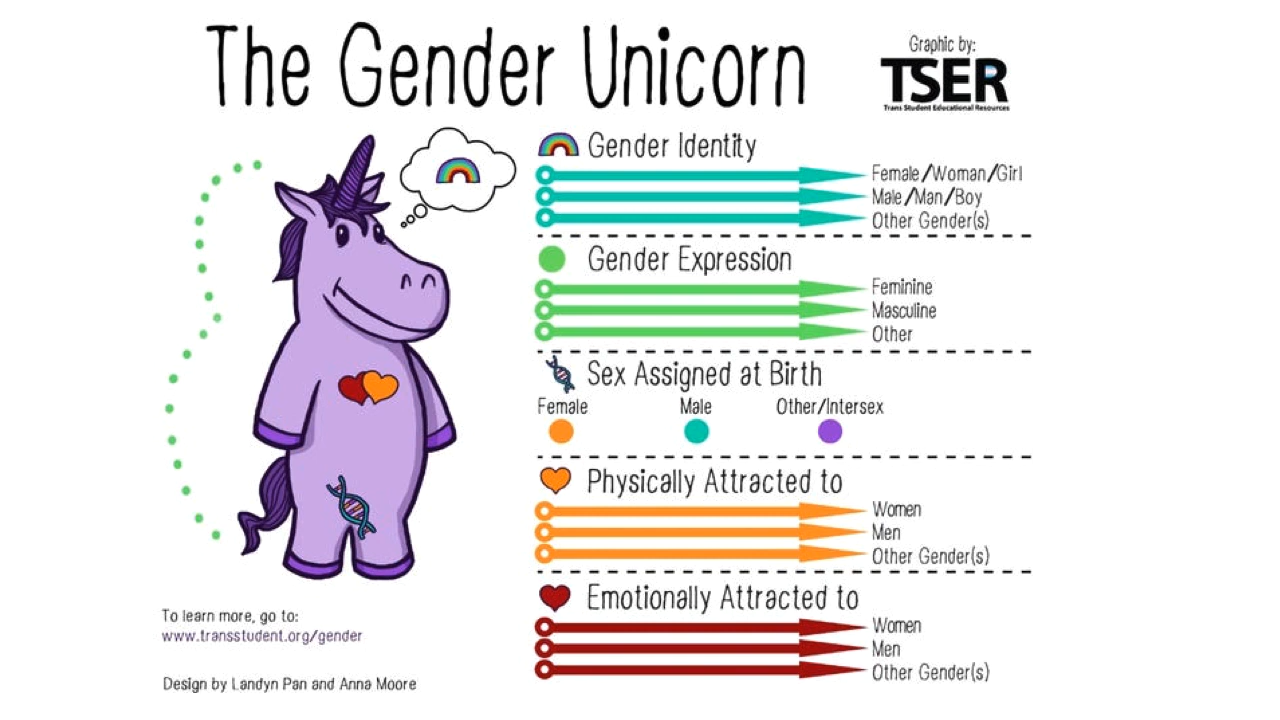 The Gender Unicorn
Graphic by:
TSER
Trans Student Educational Resources
Gender Identity
Female/Woman/Girl
Male/Man/Boy
Other Gender(s)
Gender Expression
Feminine
Masculine
Other
Sex Assigned at Birth
Female Male Other/Intersex
Physically Attracted to
Women
Men
Other Gender(s)
Emotionally Attracted to
Women
Men
Other Gender(s)
To learn more, go to:
www.transstudent.org/gender
Design by Landyn Pan and Anna Moore